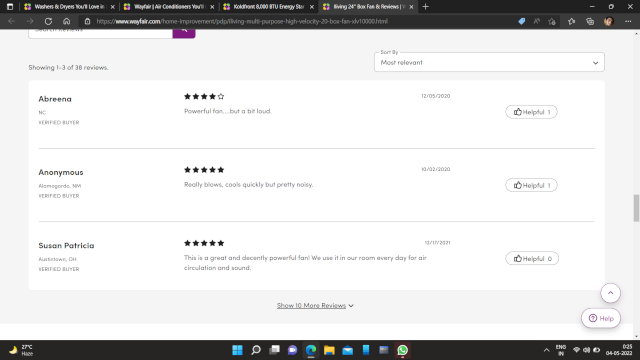 Washers & Dryers You'll Love in
Wayfair | Air Conditioners You'll
Koldfront 8,000 BTU Energy Star
iliving 24" Box Fan & Reviews | W
https://www.wayfair.com/home-improvement/pdp/iliving-multi-purpose-high-velocity-20-box-fan-xlv10000.html
Search Reviews
Showing 1-3 of 38 reviews.
Sort By
Most relevant
Abreena
NC
VERIFIED BUYER
12/05/2020
Powerful fan....but a bit loud.
Helpful 1
Anonymous
Alamogordo, NM
VERIFIED BUYER
10/02/2020
Really blows, cools quickly but pretty noisy.
Helpful 1
Susan Patricia
Austintown, OH
VERIFIED BUYER
12/17/2021
This is a great and decently powerful fan! We use it in our room every day for air
circulation and sound.
Helpful 0
Show 10 More Reviews
Help
27°C
Haze
ENG
IN
0:25
04-05-2022